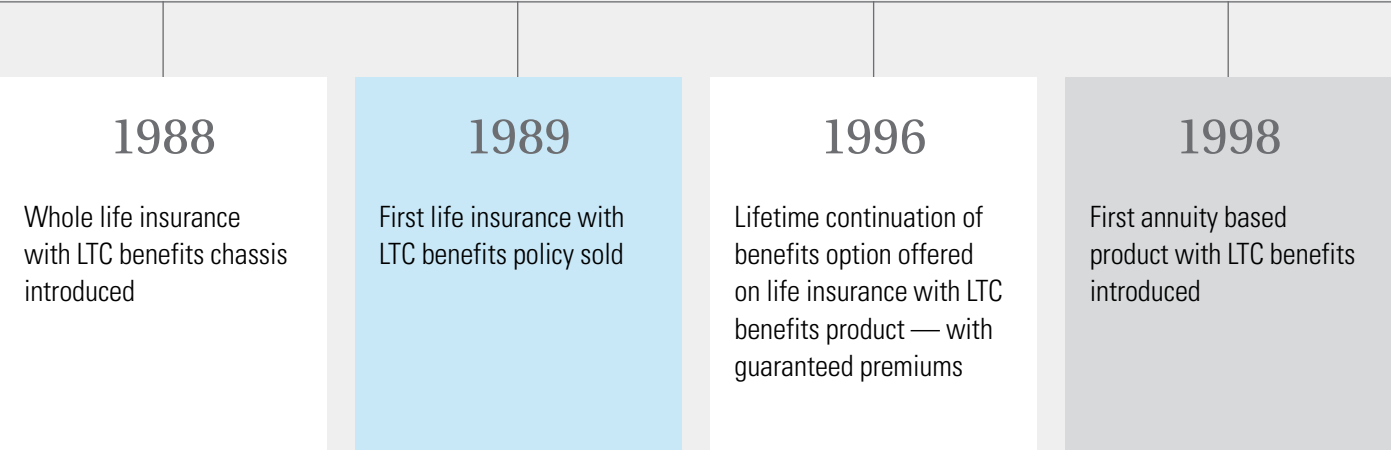 1988
Whole life insurance
with LTC benefits chassis
introduced
1989
First life insurance with
LTC benefits policy sold
1996
Lifetime continuation of
benefits option offered
on life insurance with LTC
benefits product — with
guaranteed premiums
1998
First annuity based
product with LTC benefits
introduced